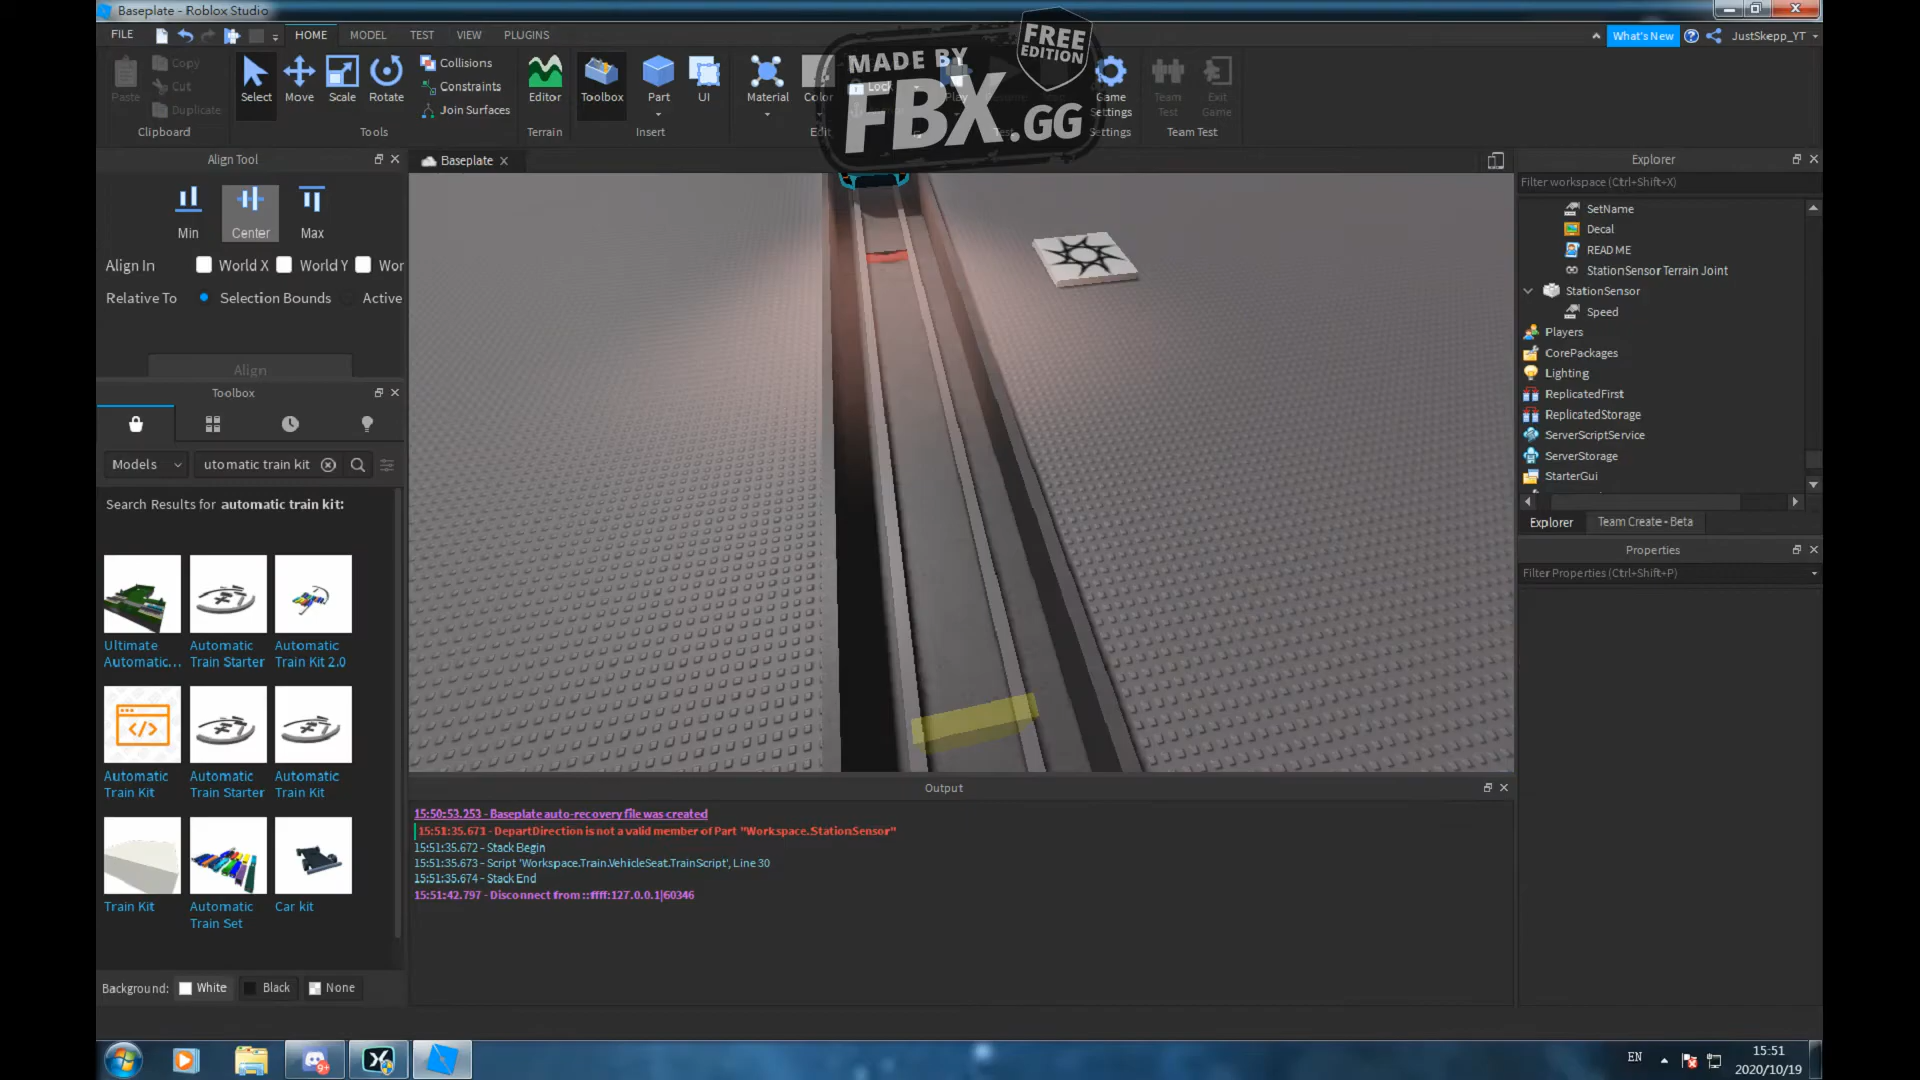 Baseplate - Roblox Studio
FILE
HOME
MODEL
TEST
VIEW
PLUGINS
What's New
JustSkepp_YT
MADE BY
FBX.GG
FREE
EDITION
Paste
Copy
Cut
Duplicate
Clipboard
Select
Move
Scale
Rotate
Tools
Collisions
Constraints
Join Surfaces
Editor
Terrain
Toolbox
Part
UI
Insert
Material
Color
Lock
Edit
Play
Test
Game
Settings
Settings
Team
Test
Exit
Game
Team Test
Align Tool
Min
Center
Max
Align In
World X
World Y
Wor
Relative To
Selection Bounds
Active
Align
Toolbox
Models
utomatic train kit
Search Results for automatic train kit:
Ultimate
Automatic...
Automatic
Train Starter
Automatic
Train Kit 2.0
Automatic
Train Kit
Automatic
Train Starter
Automatic
Train Kit
Train Kit
Automatic
Train Set
Car kit
Background:
White
Black
None
Baseplate
Output
15:50:53.253 - Baseplate auto-recovery file was created
15:51:35.671 - DepartDirection is not a valid member of Part "Workspace.StationSensor"
15:51:35.672 - Stack Begin
15:51:35.673 - Script 'Workspace.Train.VehicleSeat.TrainScript', Line 30
15:51:35.674 - Stack End
15:51:42.797 - Disconnect from ::ffff:127.0.0.1|60346
Explorer
Filter workspace (Ctrl+Shift+X)
SetName
Decal
READ ME
StationSensor Terrain Joint
StationSensor
Speed
Players
CorePackages
Lighting
ReplicatedFirst
ReplicatedStorage
ServerScriptService
ServerStorage
StarterGui
Explorer
Team Create - Beta
Properties
Filter Properties (Ctrl+Shift+P)
9+
EN
15:51
2020/10/19